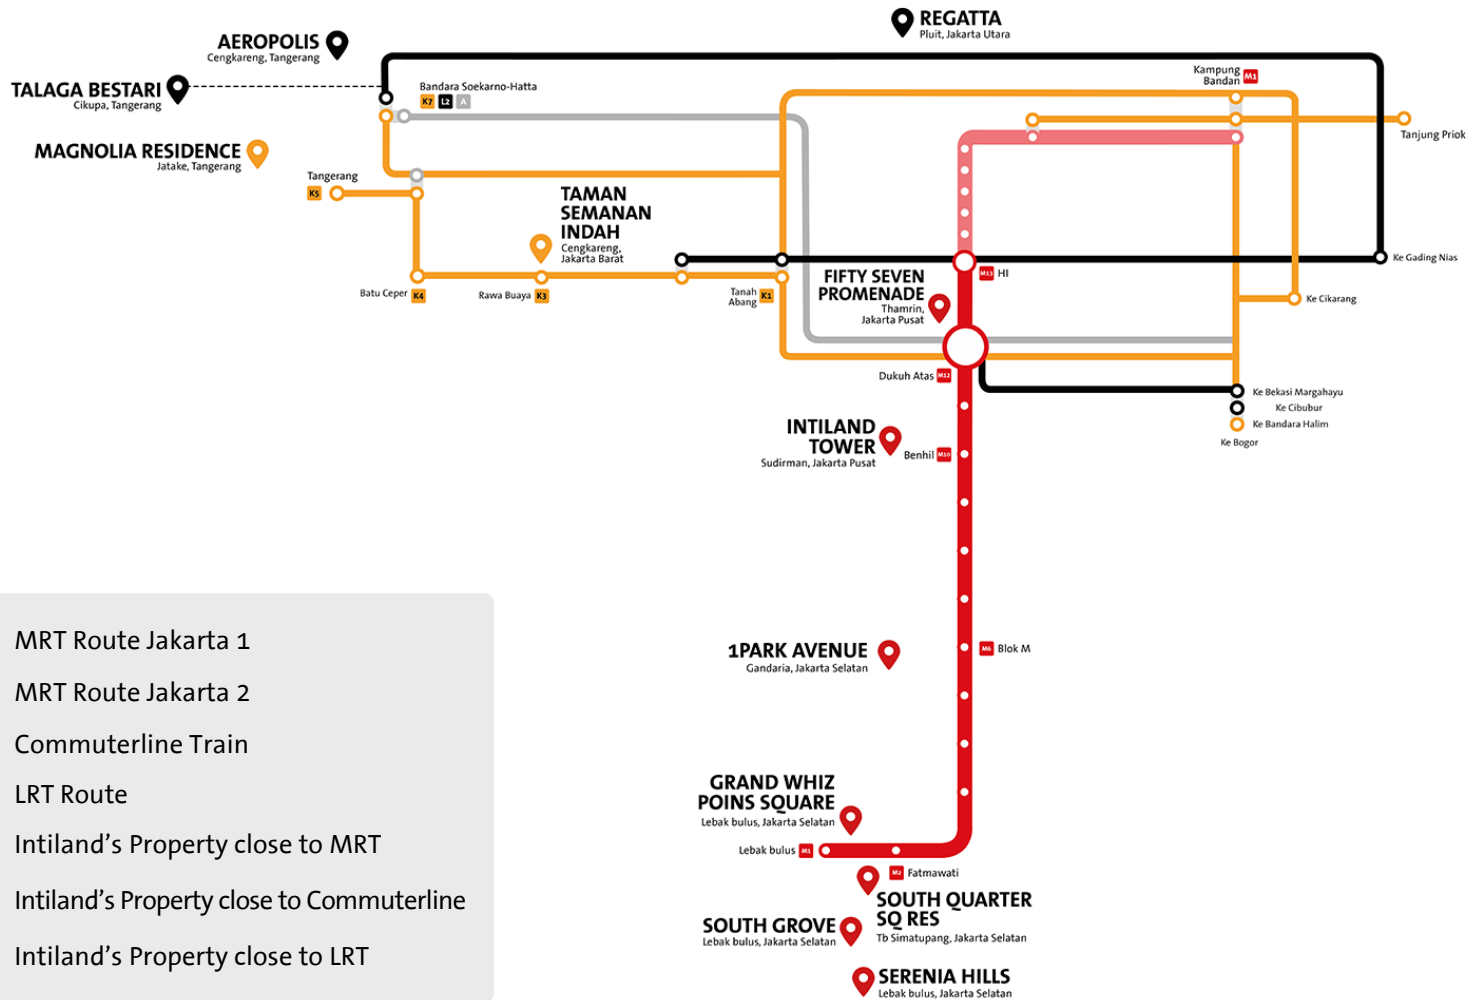 REGATTA
Pluit, Jakarta Utara
AEROPOLIS
Cengkareng, Tangerang
TALAGA BESTARI
Cikupa, Tangerang
Bandara Soekarno-Hatta
K7 L2 A
Kampung
Bandan M1
Tanjung Priok
MAGNOLIA RESIDENCE
Jatake, Tangerang
Tangerang
K5
TAMAN
SEMANAN
INDAH
Cengkareng,
Jakarta Barat
Ke Gading Nias
Batu Ceper K4
Rawa Buaya K3
Tanah
Abang K1
M13 HI
FIFTY SEVEN
PROMENADE
Thamrin,
Jakarta Pusat
Ke Cikarang
Dukuh Atas M12
Ke Bekasi Margahayu
Ke Cibubur
Ke Bandara Halim
Ke Bogor
INTILAND
TOWER
Sudirman, Jakarta Pusat
Benhil M10
1PARK AVENUE
Gandaria, Jakarta Selatan
M6 Blok M
GRAND WHIZ
POINS SQUARE
Lebak bulus, Jakarta Selatan
Lebak bulus M1
M2 Fatmawati
SOUTH QUARTER
SQ RES
Tb Simatupang, Jakarta Selatan
SOUTH GROVE
Lebak bulus, Jakarta Selatan
SERENIA HILLS
Lebak bulus, Jakarta Selatan
MRT Route Jakarta 1
MRT Route Jakarta 2
Commuterline Train
LRT Route
Intiland's Property close to MRT
Intiland's Property close to Commuterline
Intiland's Property close to LRT